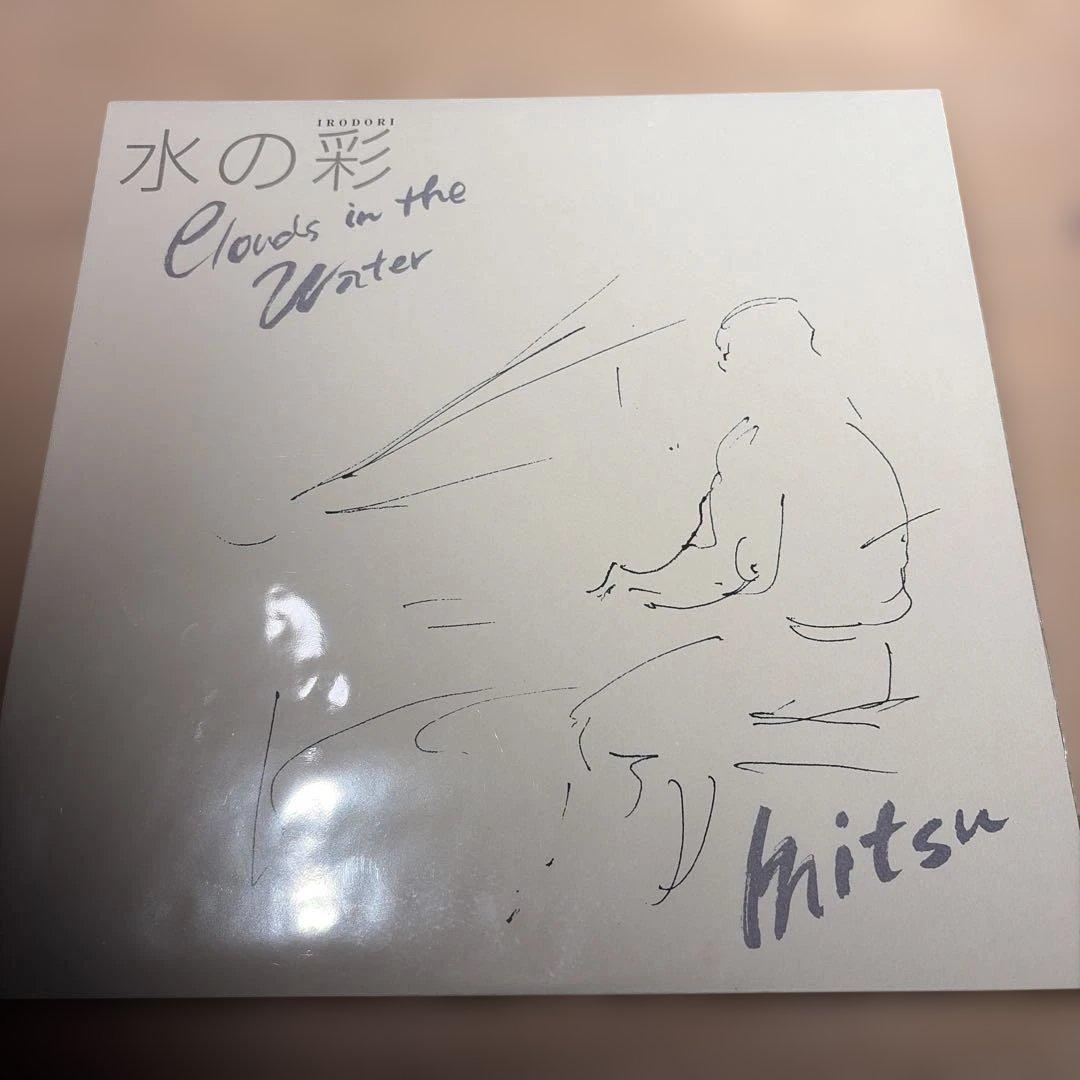 IRODORI
水の彩
Clouds in the
Water
Mitsu